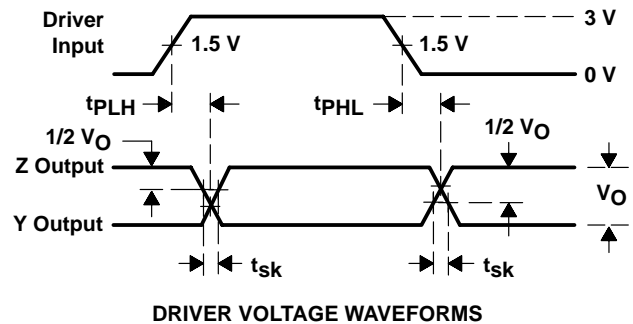 Driver
Input
3 V
1.5 V
1.5 V
0 V
tPLH
tPHL
1/2 VO
1/2 VO
Z Output
VO
Y Output
tsk
tsk
DRIVER VOLTAGE WAVEFORMS